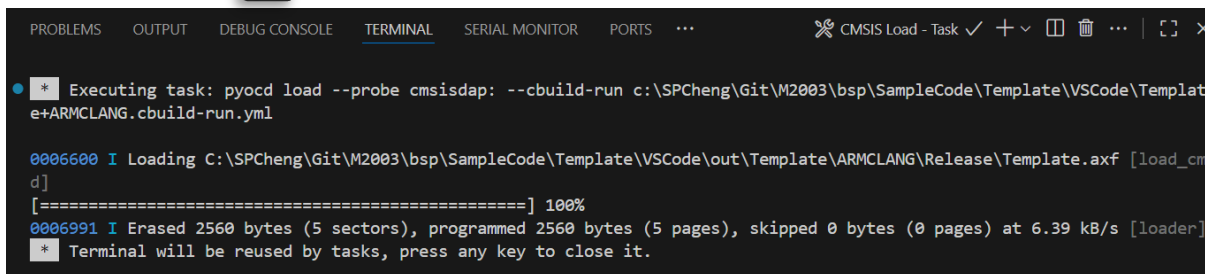 PROBLEMS OUTPUT DEBUG CONSOLE TERMINAL SERIAL MONITOR PORTS ··· CMSIS Load - Task
* Executing task: pyocd load --probe cmsisdap: --cbuild-run c:\SPCheng\Git\M2003\bsp\SampleCode\Template\VSCode\Templat
e+ARMCLANG.cbuild-run.yml
0006600 I Loading C:\SPCheng\Git\M2003\bsp\SampleCode\Template\VSCode\out\Template\ARMCLANG\Release\Template.axf [load_cm
d]
[==================================================] 100%
0006991 I Erased 2560 bytes (5 sectors), programmed 2560 bytes (5 pages), skipped 0 bytes (0 pages) at 6.39 kB/s [loader]
* Terminal will be reused by tasks, press any key to close it.